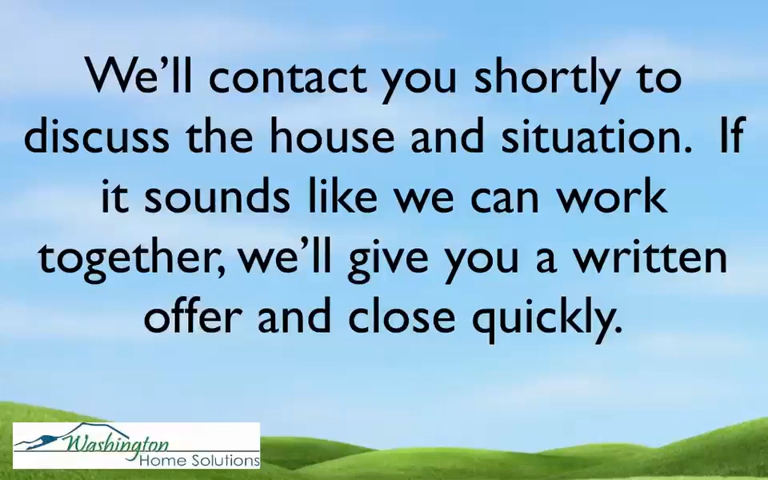 We’ll contact you shortly to
discuss the house and situation.  If
it sounds like we can work
together, we’ll give you a written
offer and close quickly.
Washington
Home Solutions